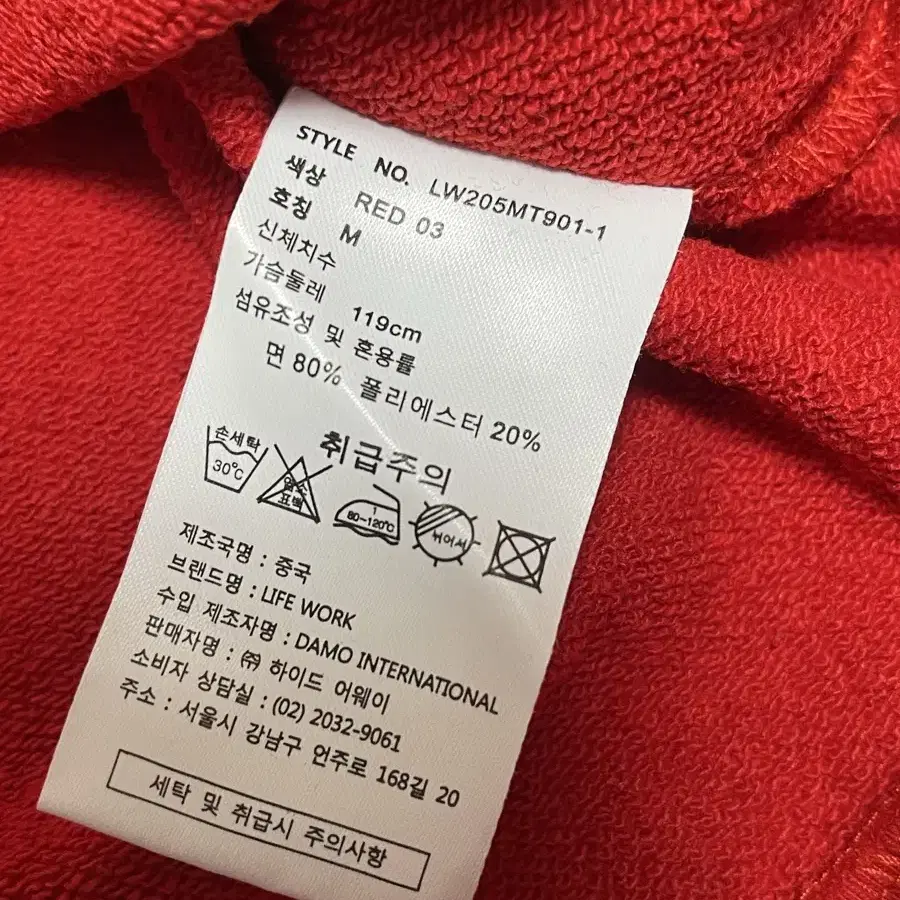 STYLE NO. LW205MT901-1
색상 RED 03
호칭 M
신체치수
가슴둘레 119cm
섬유조성 및 혼용률
면 80% 폴리에스터 20%
취급주의
손세탁
30℃
염소
표백
1
80~120℃
뉘어서
제조국명 : 중국
브랜드명 : LIFE WORK
수입 제조자명 : DAMO INTERNATIONAL
판매자명 : ㈜ 하이드 어웨이
소비자 상담실 : (02) 2032-9061
주소 : 서울시 강남구 언주로 168길 20
세탁 및 취급시 주의사항